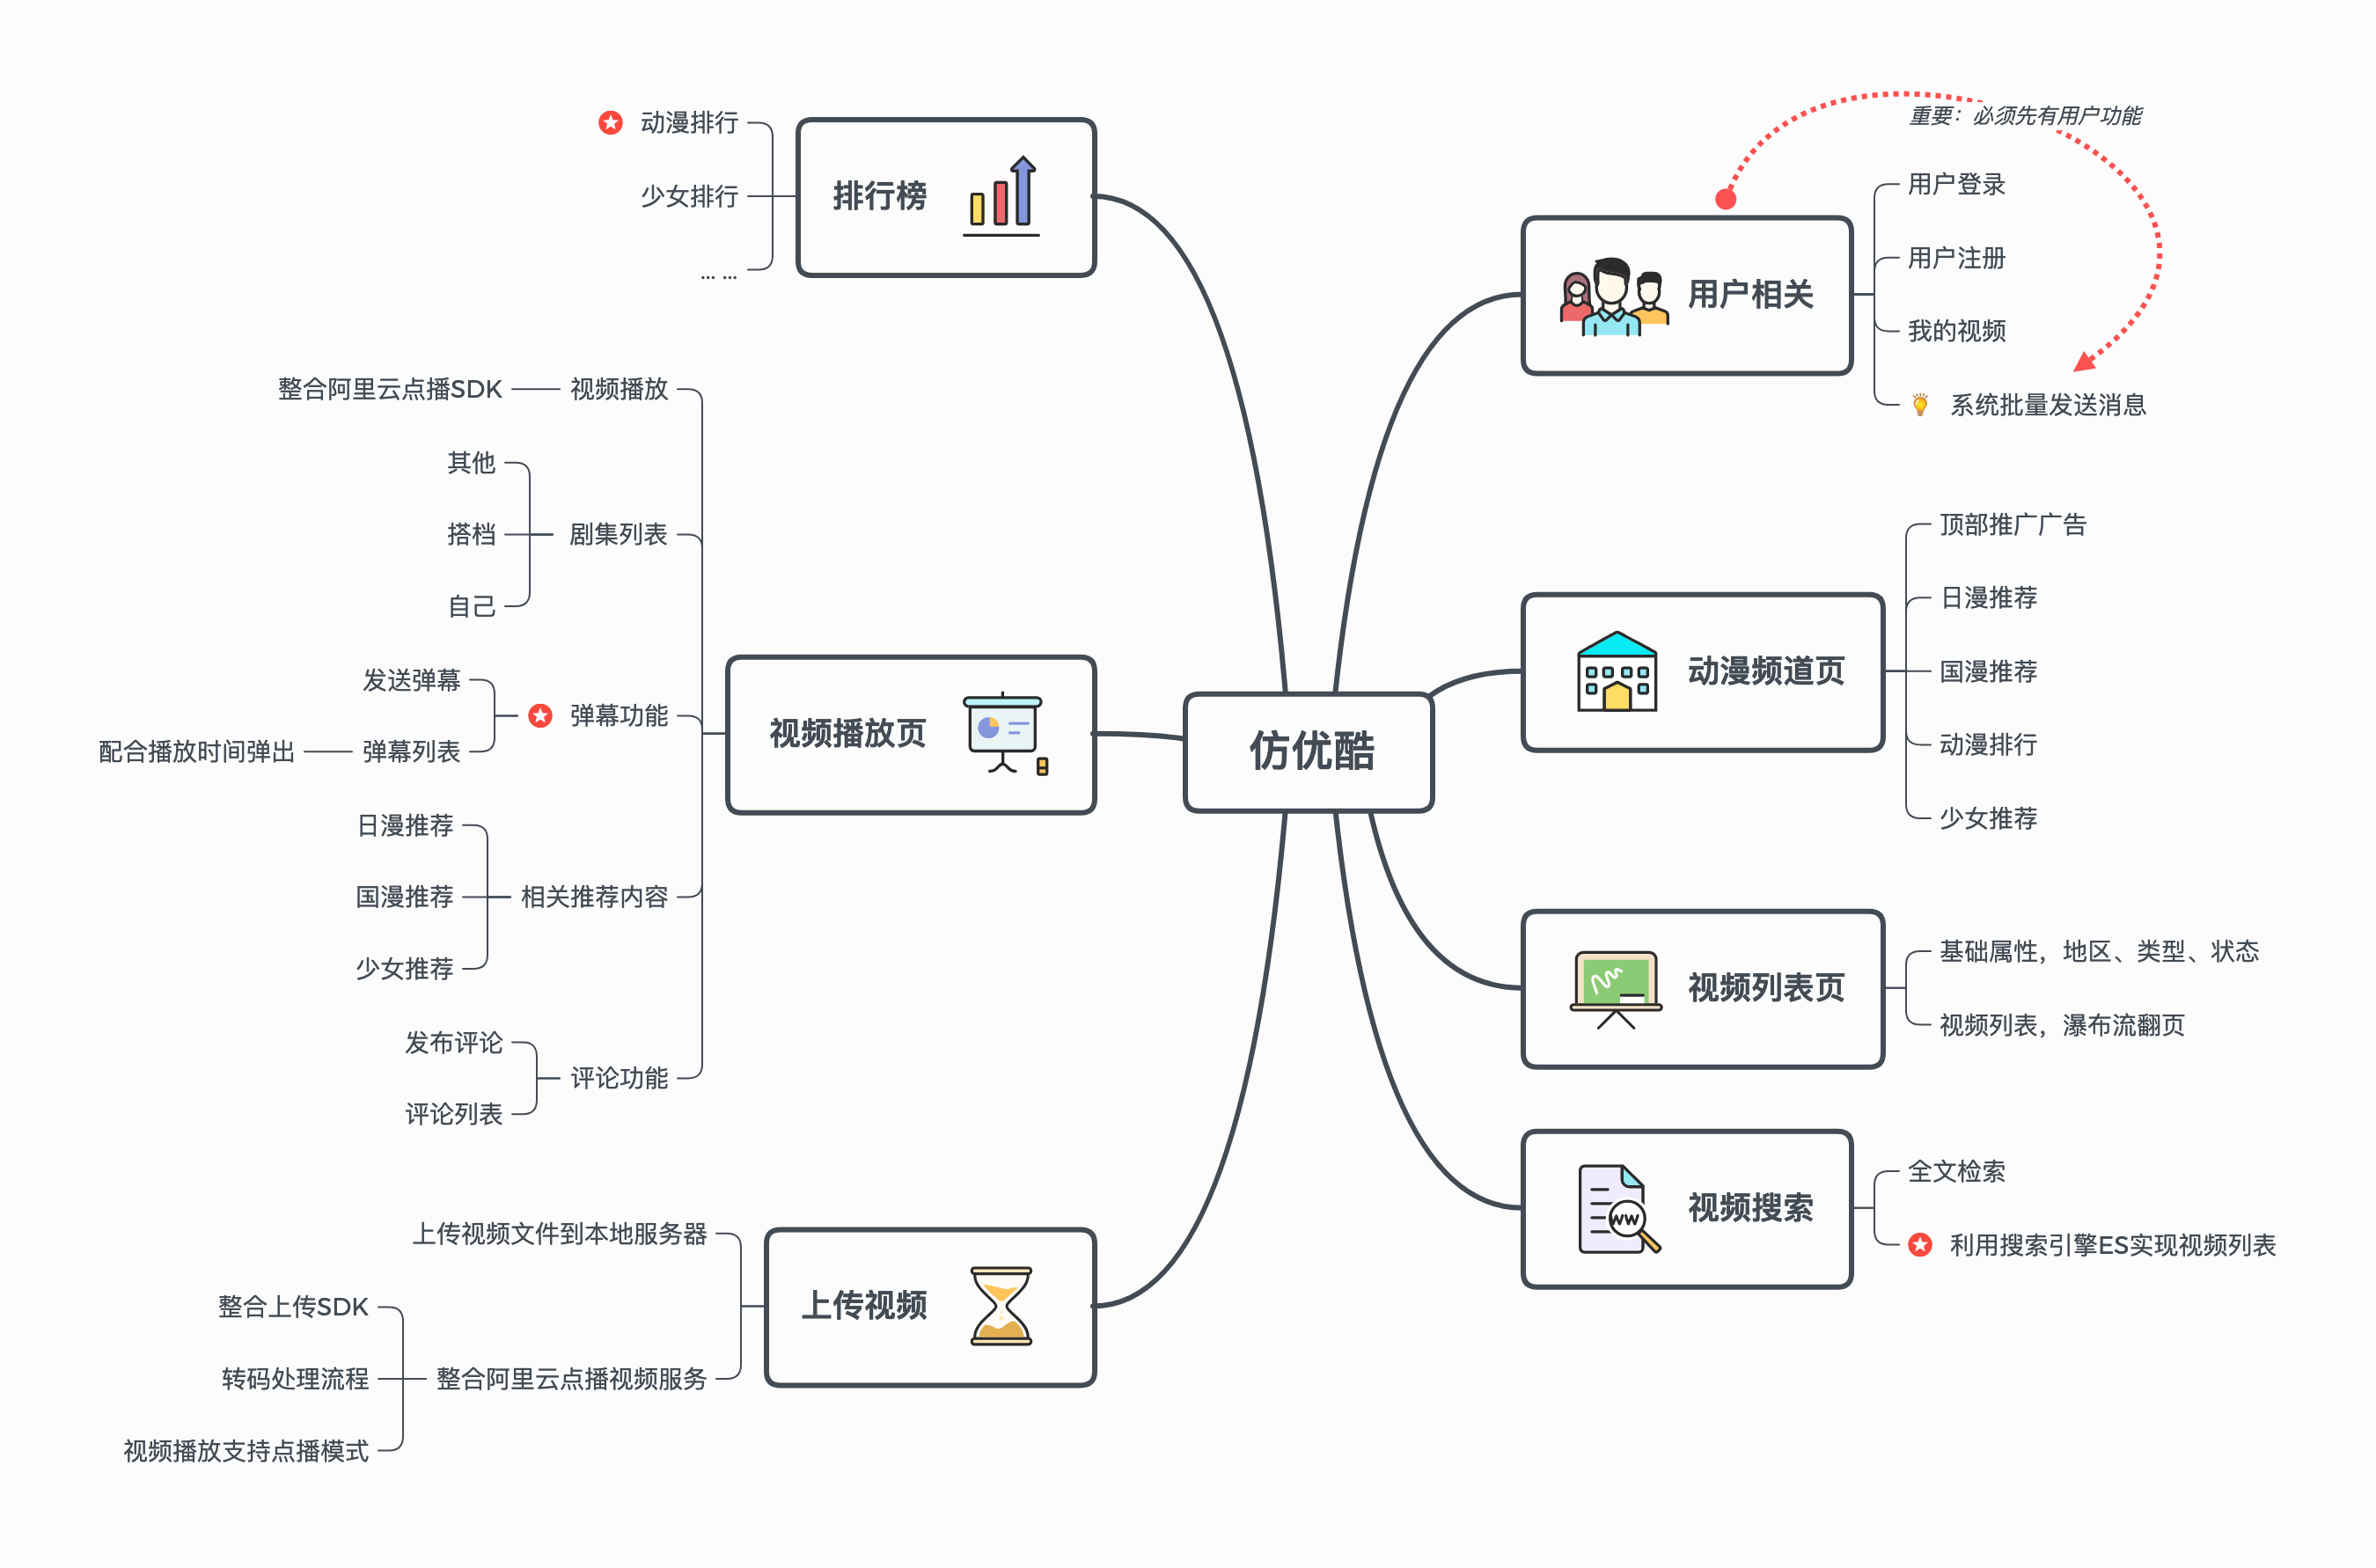 仿优酷
用户相关
重要：必须先有用户功能
用户登录
用户注册
我的视频
系统批量发送消息
动漫频道页
顶部推广广告
日漫推荐
国漫推荐
动漫排行
少女推荐
视频列表页
基础属性，地区、类型、状态
视频列表，瀑布流翻页
视频搜索
全文检索
利用搜索引擎ES实现视频列表
排行榜
动漫排行
少女排行
... ...
视频播放页
视频播放
整合阿里云点播SDK
剧集列表
其他
搭档
自己
弹幕功能
发送弹幕
弹幕列表
配合播放时间弹出
相关推荐内容
日漫推荐
国漫推荐
少女推荐
评论功能
发布评论
评论列表
上传视频
上传视频文件到本地服务器
整合阿里云点播视频服务
整合上传SDK
转码处理流程
视频播放支持点播模式